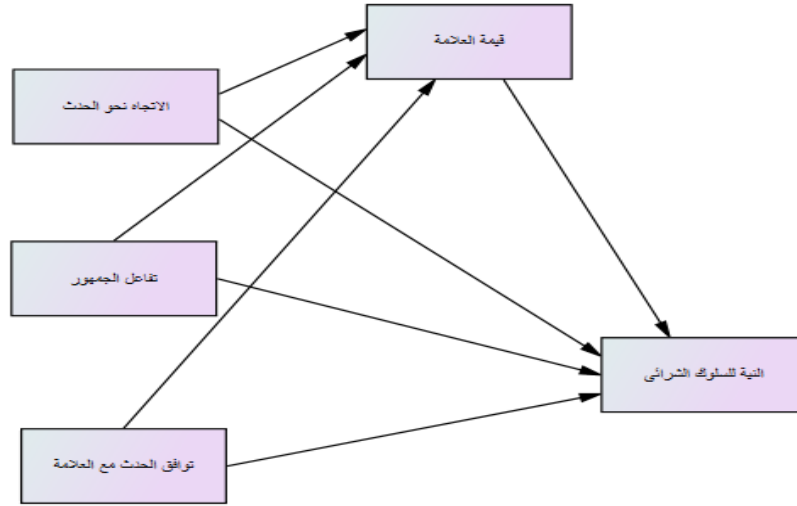 قيمة العلامة
الاتجاه نحو الحدث
تفاعل الجمهور
النية للسلوك الشرائى
توافق الحدث مع العلامة